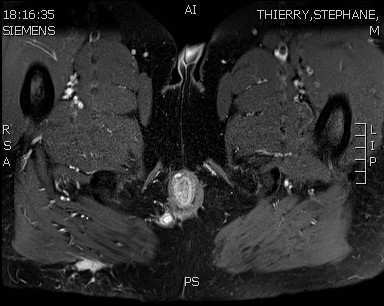 18:16:35
SIEMENS
AI
THIERRY,STEPHANE,
M
R
S
A
L
I
P
PS